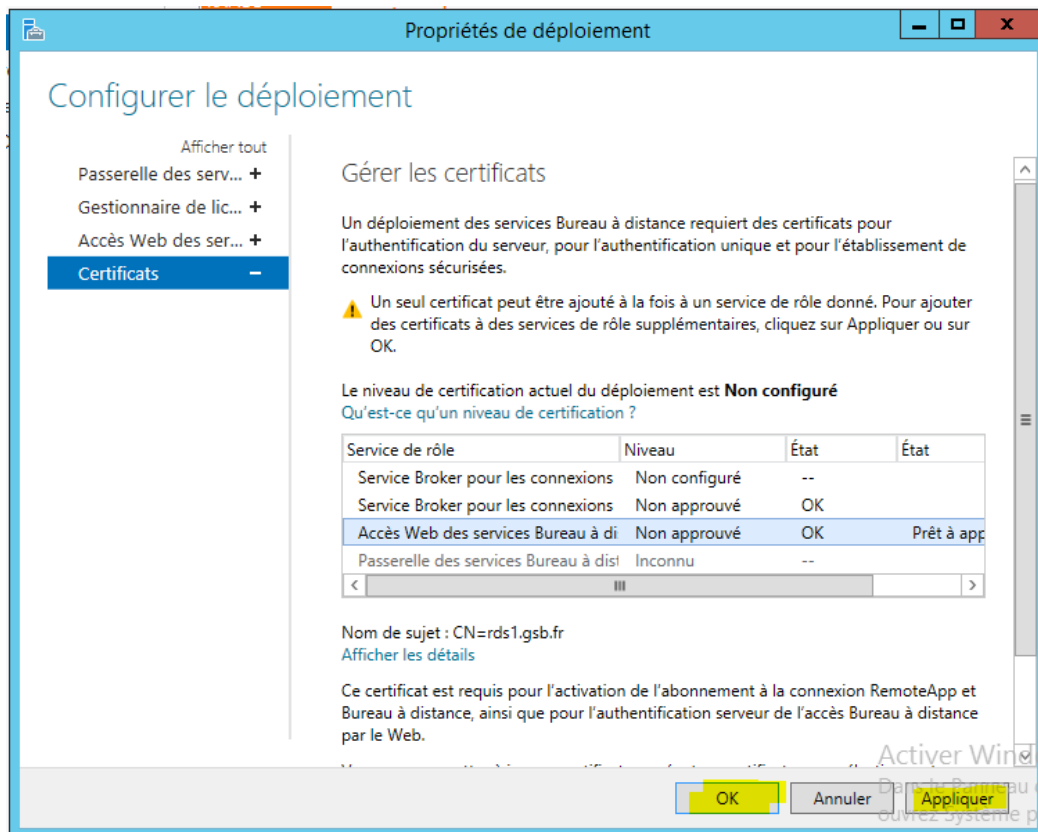 Propriétés de déploiement
Configurer le déploiement
Afficher tout
Passerelle des serv... +
Gestionnaire de lic... +
Accès Web des ser... +
Certificats –
Gérer les certificats
Un déploiement des services Bureau à distance requiert des certificats pour
l'authentification du serveur, pour l'authentification unique et pour l'établissement de
connexions sécurisées.
Un seul certificat peut être ajouté à la fois à un service de rôle donné. Pour ajouter
des certificats à des services de rôle supplémentaires, cliquez sur Appliquer ou sur
OK.
Le niveau de certification actuel du déploiement est Non configuré
Qu'est-ce qu'un niveau de certification ?
Service de rôle Niveau État État
Service Broker pour les connexions Non configuré --
Service Broker pour les connexions Non approuvé OK
Accès Web des services Bureau à di Non approuvé OK Prêt à app
Passerelle des services Bureau à dist Inconnu --
Nom de sujet : CN=rds1.gsb.fr
Afficher les détails
Ce certificat est requis pour l'activation de l'abonnement à la connexion RemoteApp et
Bureau à distance, ainsi que pour l'authentification serveur de l'accès Bureau à distance
par le Web.
Activer Wind
Dans le Panneau
OK Annuler Appliquer
ouvrez Système p